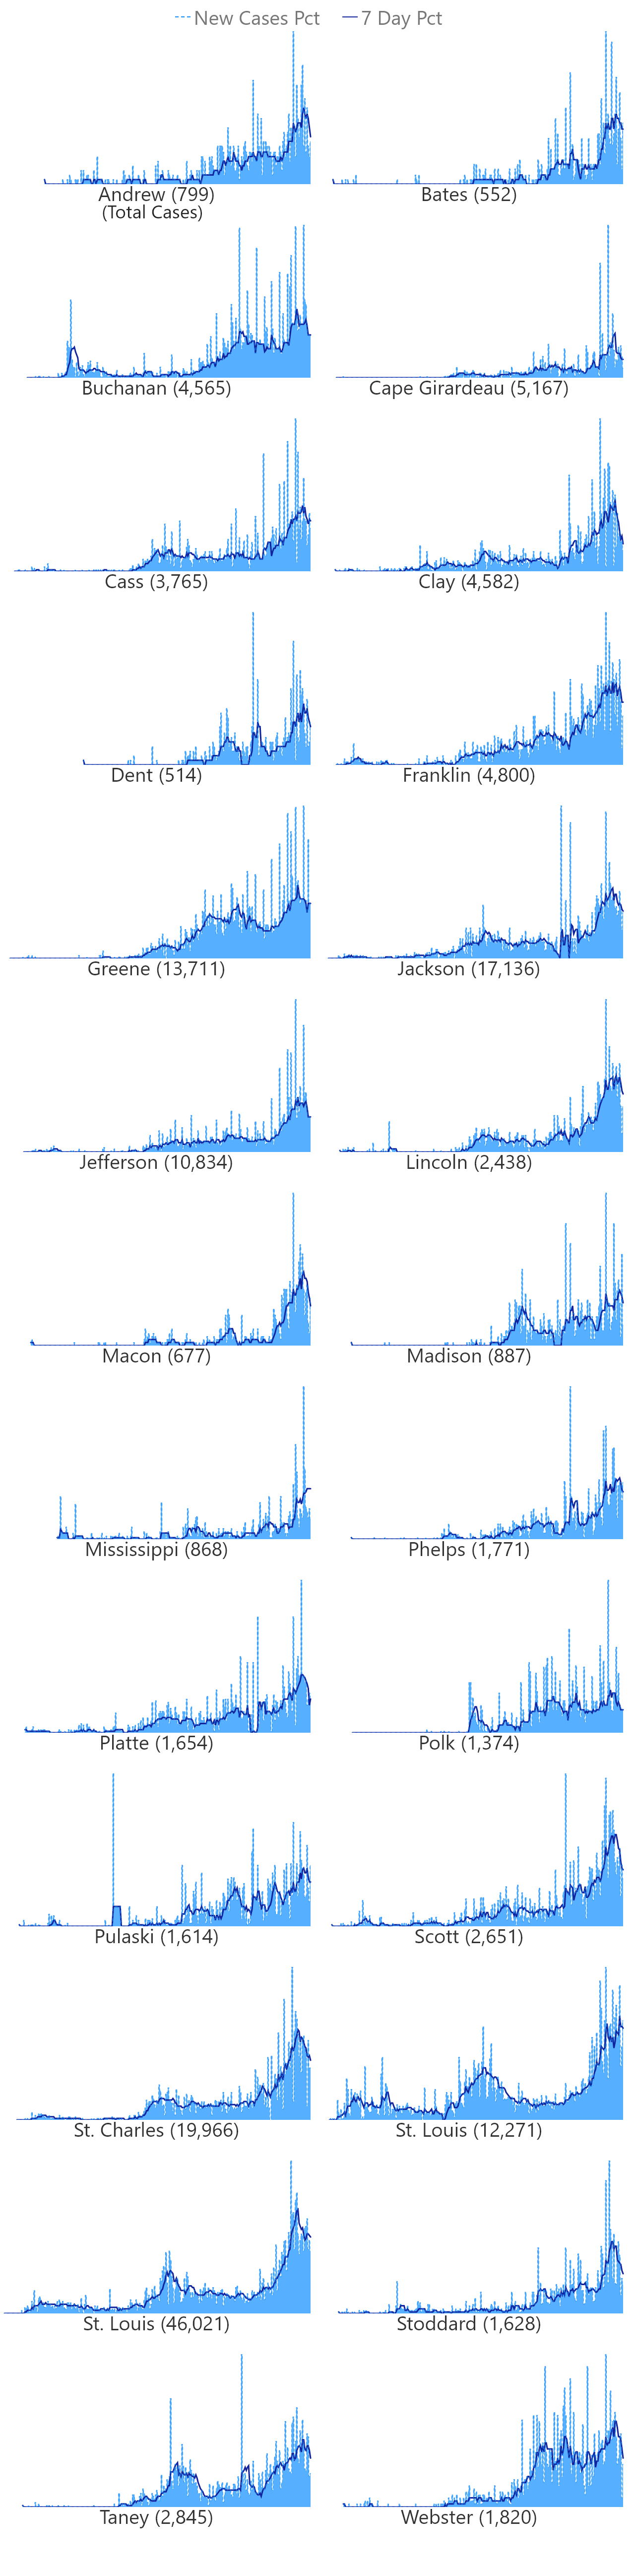 New Cases Pct 7 Day Pct
Andrew (799) Bates (552)
(Total Cases)
Buchanan (4,565) Cape Girardeau (5,167)
Cass (3,765) Clay (4,582)
Dent (514) Franklin (4,800)
Greene (13,711) Jackson (17,136)
Jefferson (10,834) Lincoln (2,438)
Macon (677) Madison (887)
Mississippi (868) Phelps (1,771)
Platte (1,654) Polk (1,374)
Pulaski (1,614) Scott (2,651)
St. Charles (19,966) St. Louis (12,271)
St. Louis (46,021) Stoddard (1,628)
Taney (2,845) Webster (1,820)